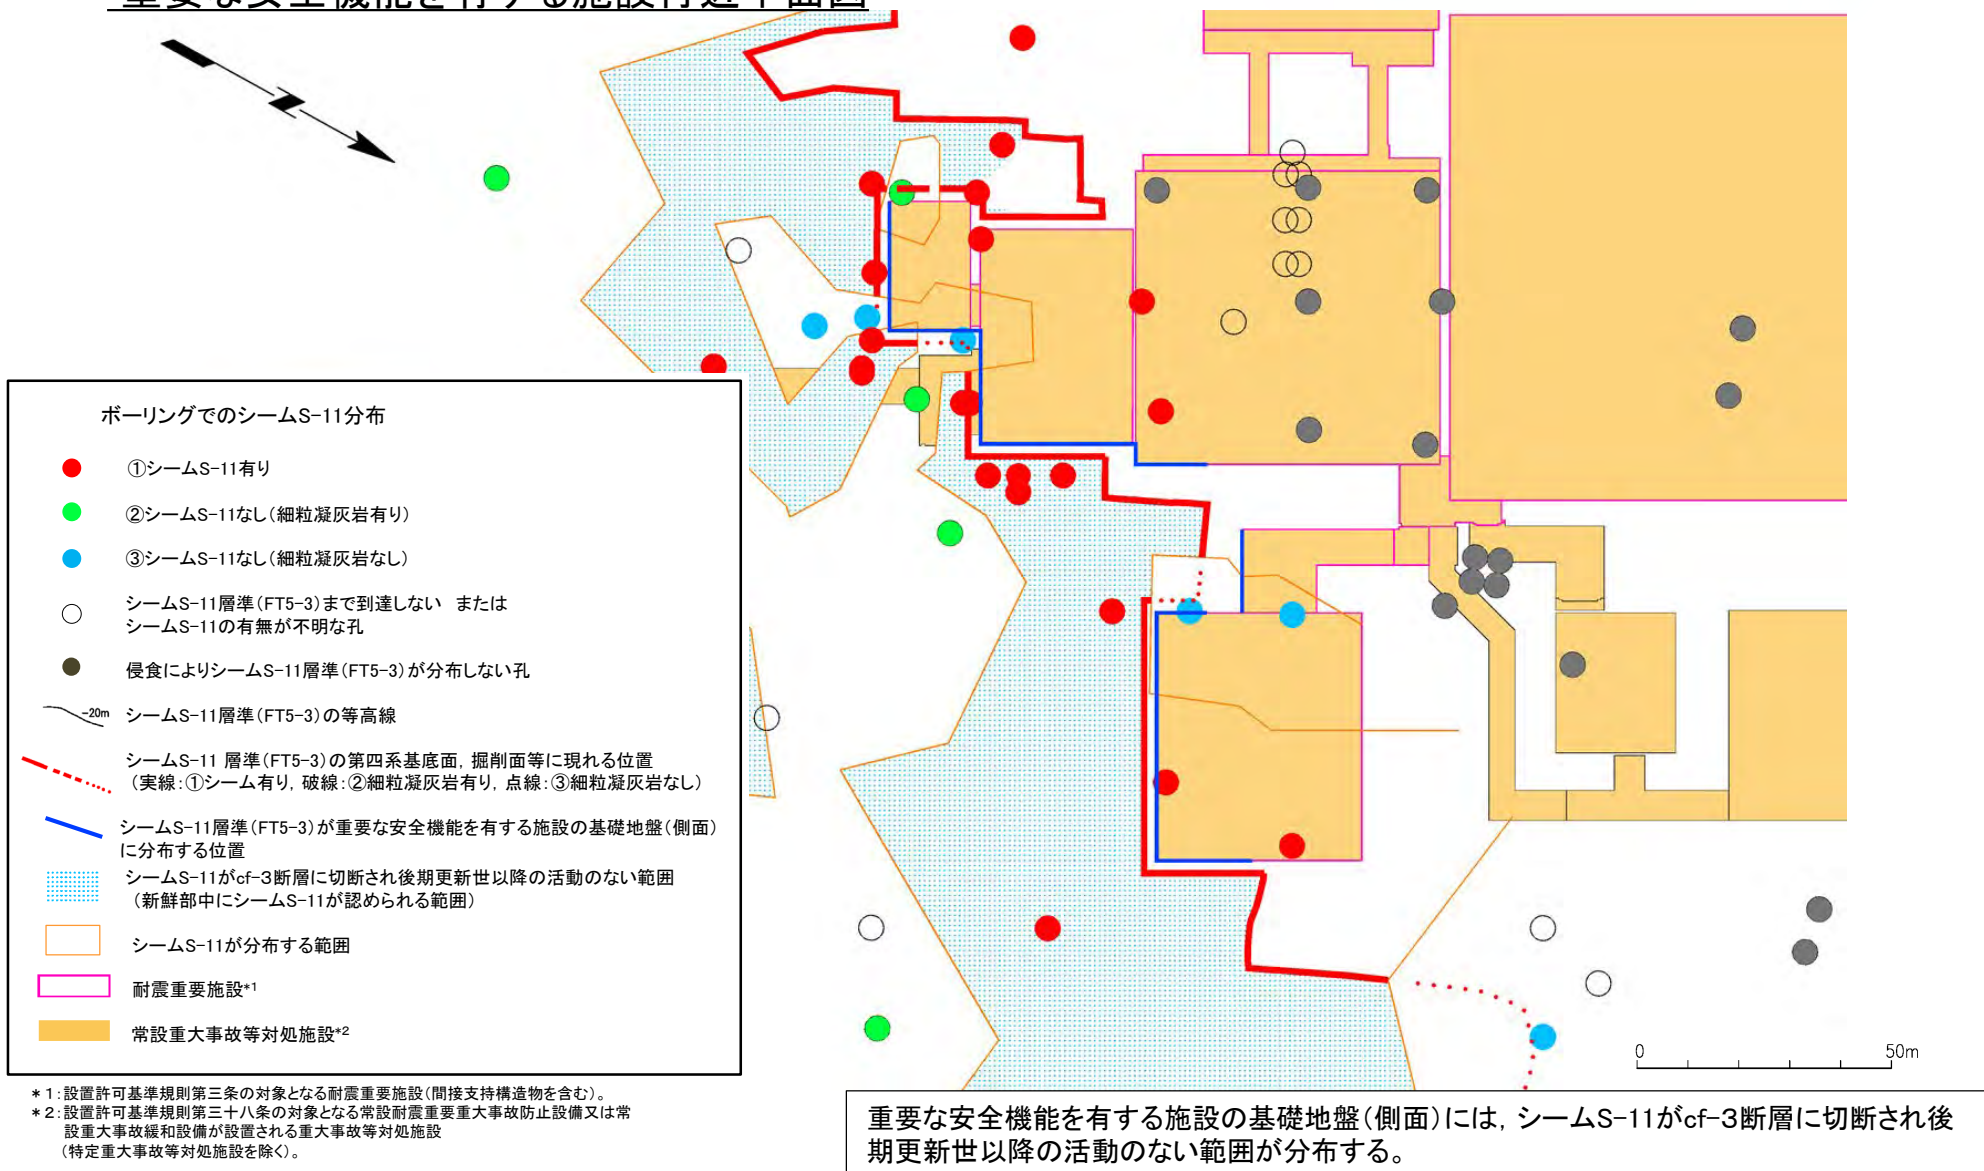 重要な安全機能を有する施設付近平面図
ボーリングでのシームS-11分布
①シームS-11有り
②シームS-11なし(細粒凝灰岩有り)
③シームS-11なし(細粒凝灰岩なし)
シームS-11層準(FT5-3)まで到達しない または
シームS-11の有無が不明な孔
侵食によりシームS-11層準(FT5-3)が分布しない孔
-20m
シームS-11層準(FT5-3)の等高線
シームS-11 層準(FT5-3)の第四系基底面, 掘削面等に現れる位置
(実線:①シーム有り, 破線:②細粒凝灰岩有り, 点線:③細粒凝灰岩なし)
シームS-11層準(FT5-3)が重要な安全機能を有する施設の基礎地盤(側面)
に分布する位置
シームS-11がcf-3断層に切断され後期更新世以降の活動のない範囲
(新鮮部中にシームS-11が認められる範囲)
シームS-11が分布する範囲
耐震重要施設*1
常設重大事故等対処施設*2
*1:設置許可基準規則第三条の対象となる耐震重要施設(間接支持構造物を含む)。
*2:設置許可基準規則第三十八条の対象となる常設耐震重要重大事故防止設備又は常
設重大事故緩和設備が設置される重大事故等対処施設
(特定重大事故等対処施設を除く)。
0 50m
重要な安全機能を有する施設の基礎地盤(側面)には, シームS-11がcf-3断層に切断され後
期更新世以降の活動のない範囲が分布する。